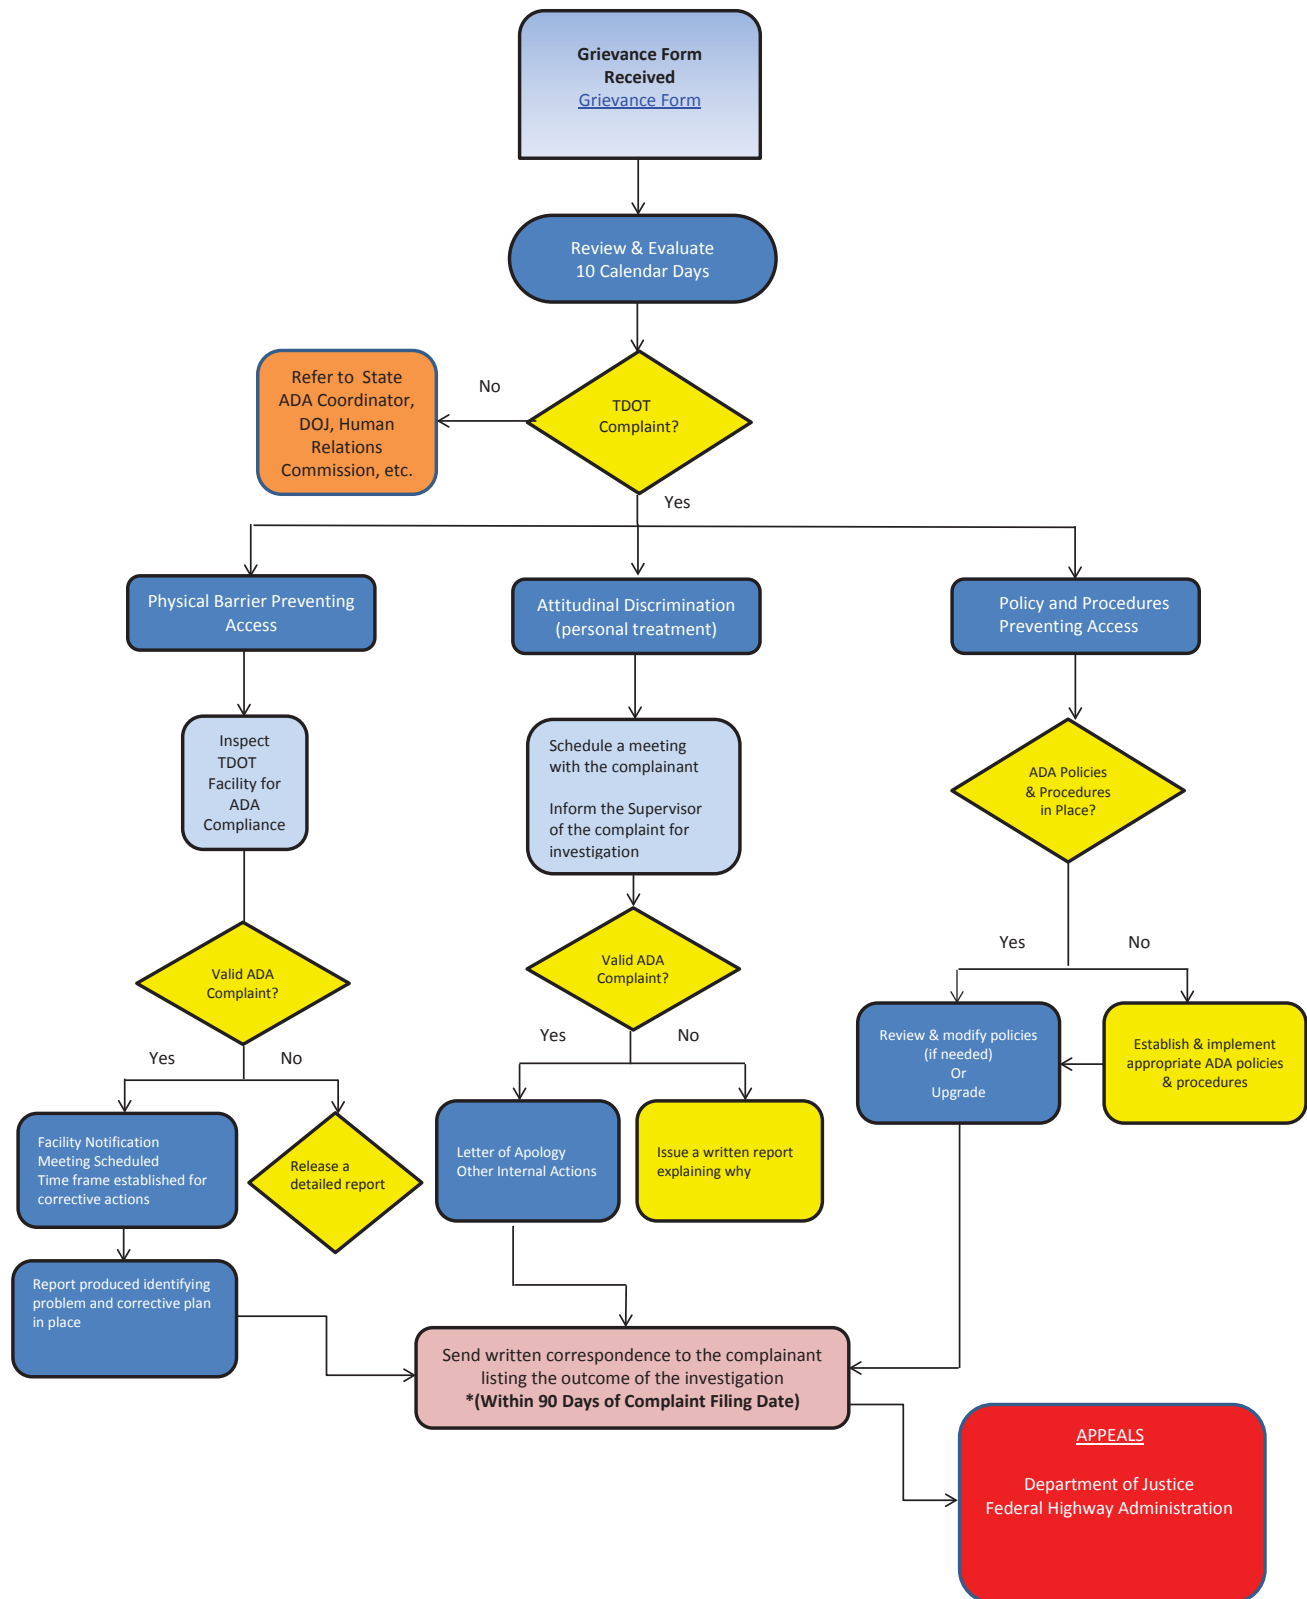 Grievance Form
Received
Grievance Form
Review & Evaluate
10 Calendar Days
TDOT
Complaint?
No
Refer to State
ADA Coordinator,
DOJ, Human
Relations
Commission, etc.
Yes
Physical Barrier Preventing
Access
Attitudinal Discrimination
(personal treatment)
Policy and Procedures
Preventing Access
Inspect
TDOT
Facility for
ADA
Compliance
Schedule a meeting
with the complainant
Inform the Supervisor
of the complaint for
investigation
ADA Policies
& Procedures
in Place?
Valid ADA
Complaint?
Valid ADA
Complaint?
Yes
No
Yes
No
Yes
No
Review & modify policies
(if needed)
Or
Upgrade
Establish & implement
appropriate ADA policies
& procedures
Facility Notification
Meeting Scheduled
Time frame established for
corrective actions
Release a
detailed report
Letter of Apology
Other Internal Actions
Issue a written report
explaining why
Report produced identifying
problem and corrective plan
in place
Send written correspondence to the complainant
listing the outcome of the investigation
*(Within 90 Days of Complaint Filing Date)
APPEALS
Department of Justice
Federal Highway Administration